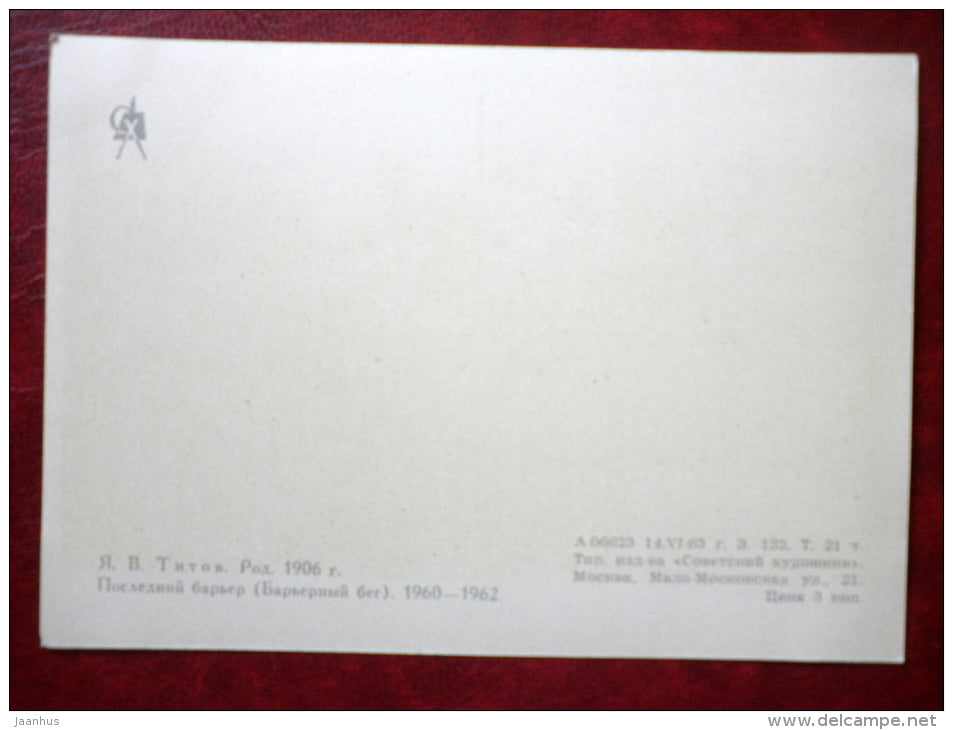 Я. В. Титов. Род. 1906 г.
Последний барьер (Барьерный бег). 1960—1962
А 06623 14.VI-63 г. З. 132. Т. 21 т.
Тип. изд-ва «Советский художник».
Москва, Мало-Московская ул., 21.
Цена 3 коп.
jaanhus
www.delcampe.net